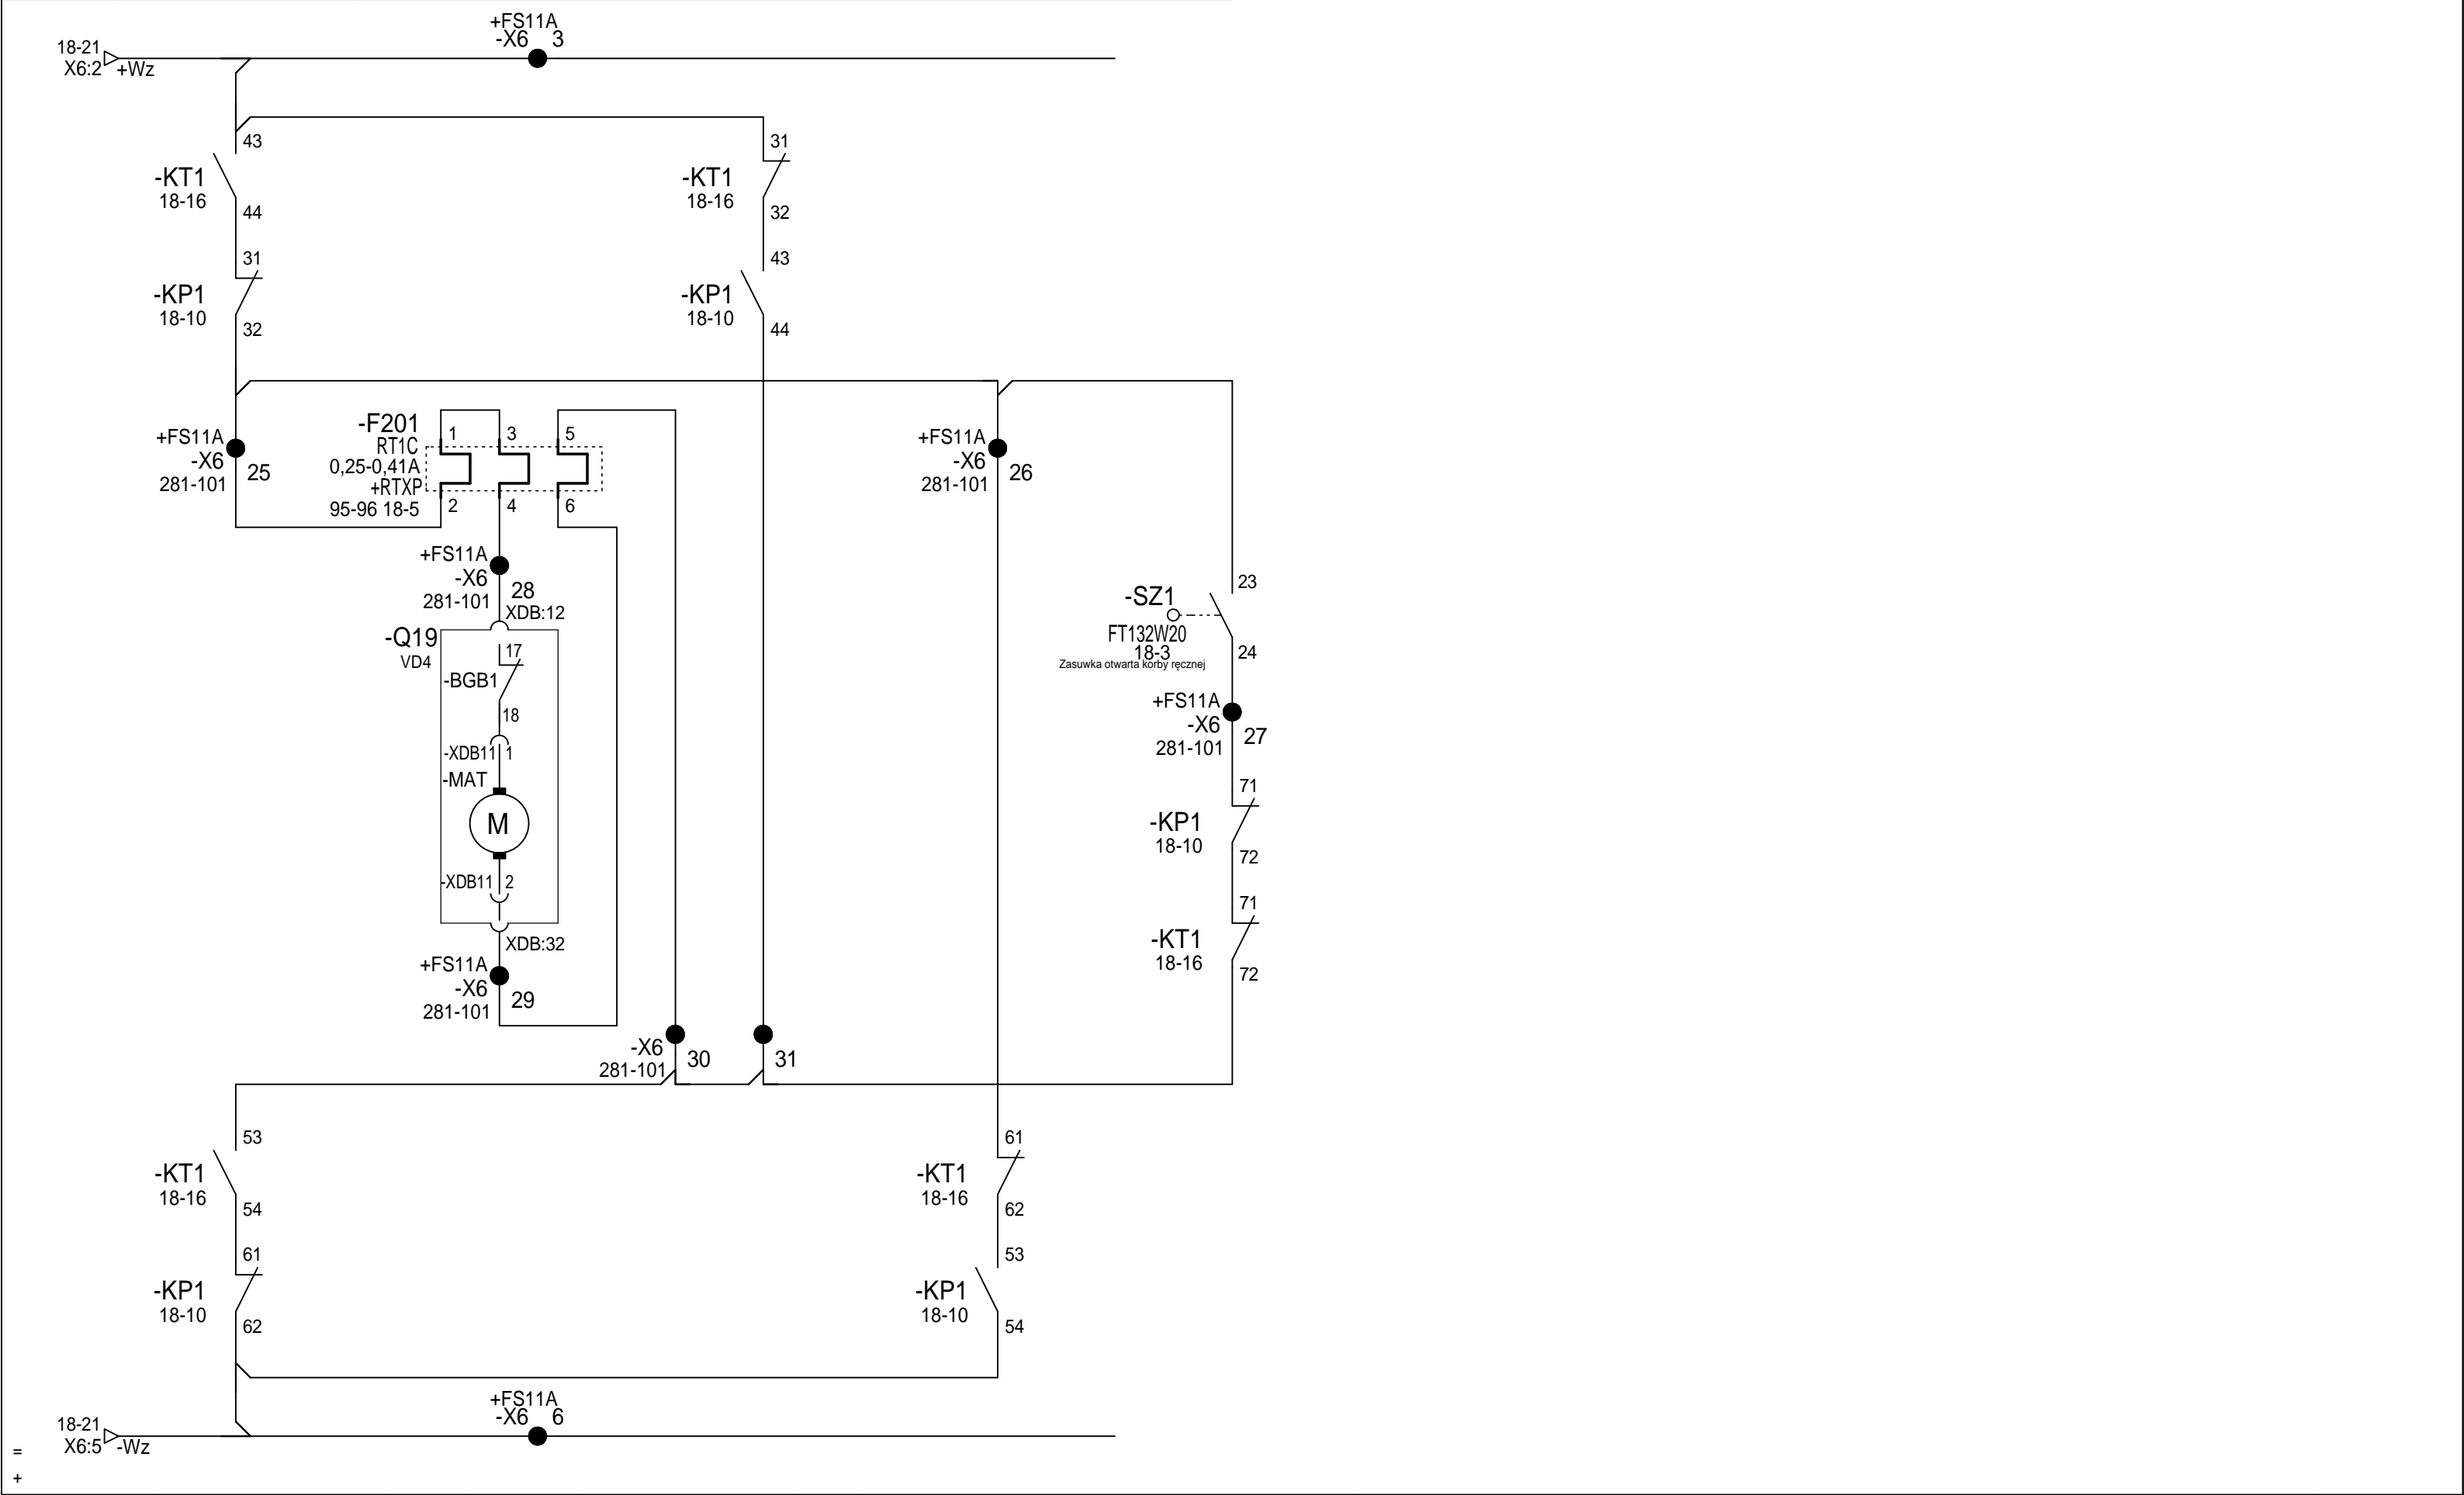 +FS11A
-X6 3
18-21
X6:2 +Wz
43
-KT1
18-16
44
31
-KP1
18-10
32
31
-KT1
18-16
32
43
-KP1
18-10
44
+FS11A
-X6
281-101
25
-F201
RT1C
0,25-0,41A
+RTXP
95-96 18-5
1 3 5
2 4 6
+FS11A
-X6
281-101
28
XDB:12
-Q19
VD4
17
-BGB1
18
-XDB11 1
-MAT
M
-XDB11 2
XDB:32
+FS11A
-X6
281-101
29
-X6
281-101
30
31
+FS11A
-X6
281-101
26
23
-SZ1
FT132W20
18-3
24
Zasuwka otwarta korby ręcznej
+FS11A
-X6
281-101
27
71
-KP1
18-10
72
71
-KT1
18-16
72
53
-KT1
18-16
54
61
-KP1
18-10
62
61
-KT1
18-16
62
53
-KP1
18-10
54
+FS11A
-X6 6
18-21
X6:5 -Wz
=
+